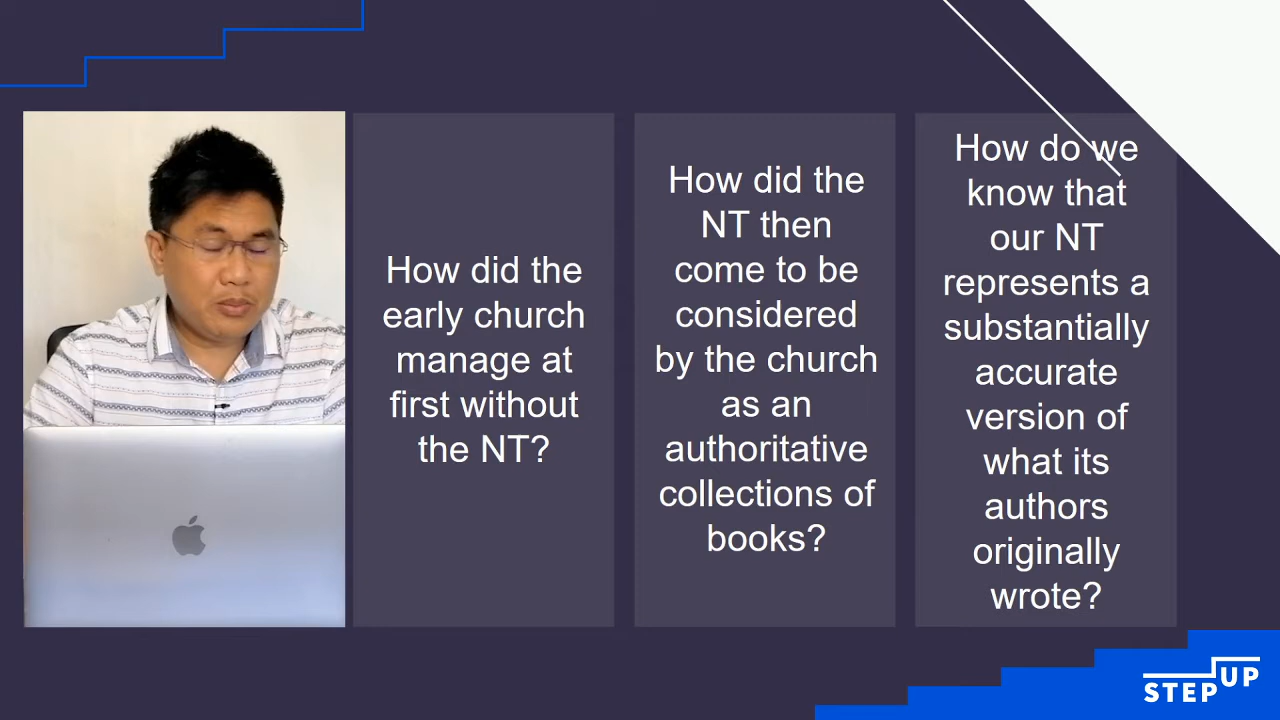 How did the
early church
manage at
first without
the NT?
How did the
NT then
come to be
considered
by the church
as an
authoritative
collections of
books?
How do we
know that
our NT
represents a
substantially
accurate
version of
what its
authors
originally
wrote?
STEP UP